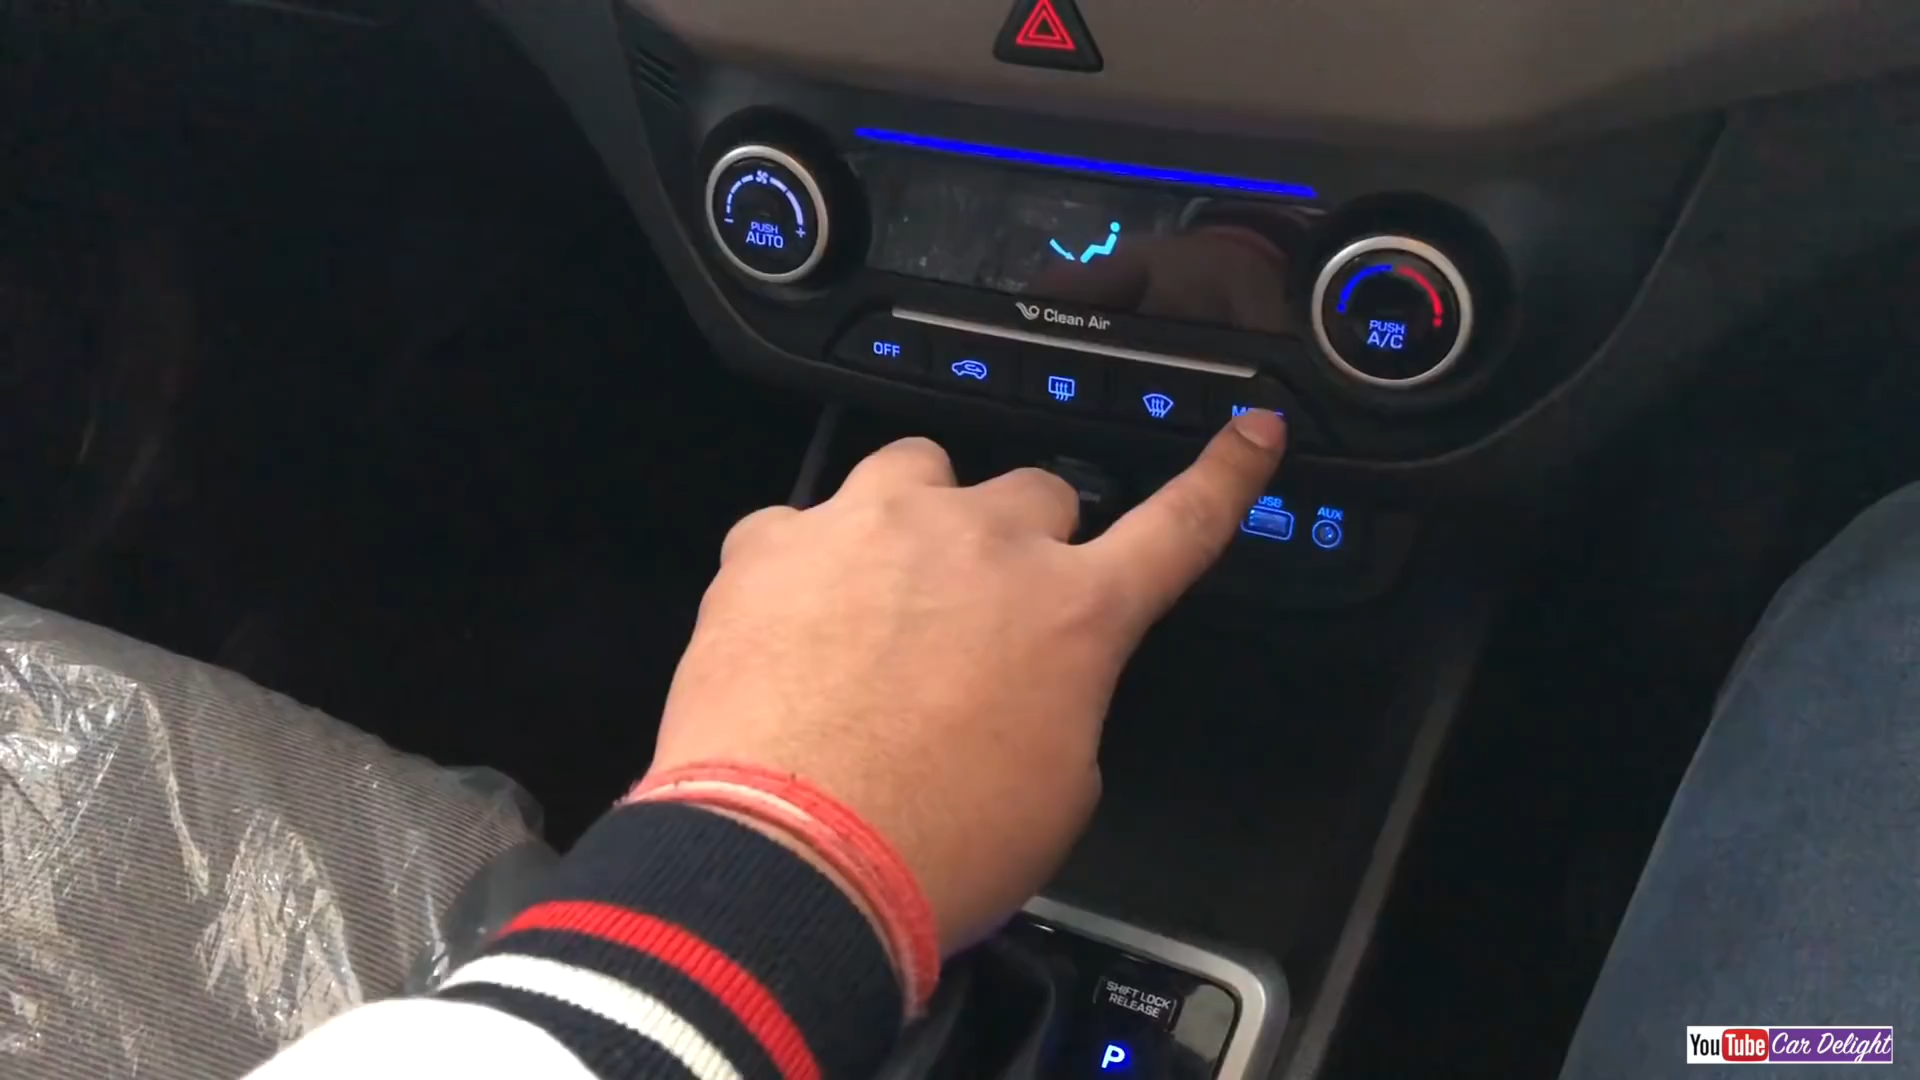 PUSH
AUTO
Clean Air
PUSH
A/C
OFF
USB
AUX
SHIFT LOCK
RELEASE
P
YouTube Car Delight